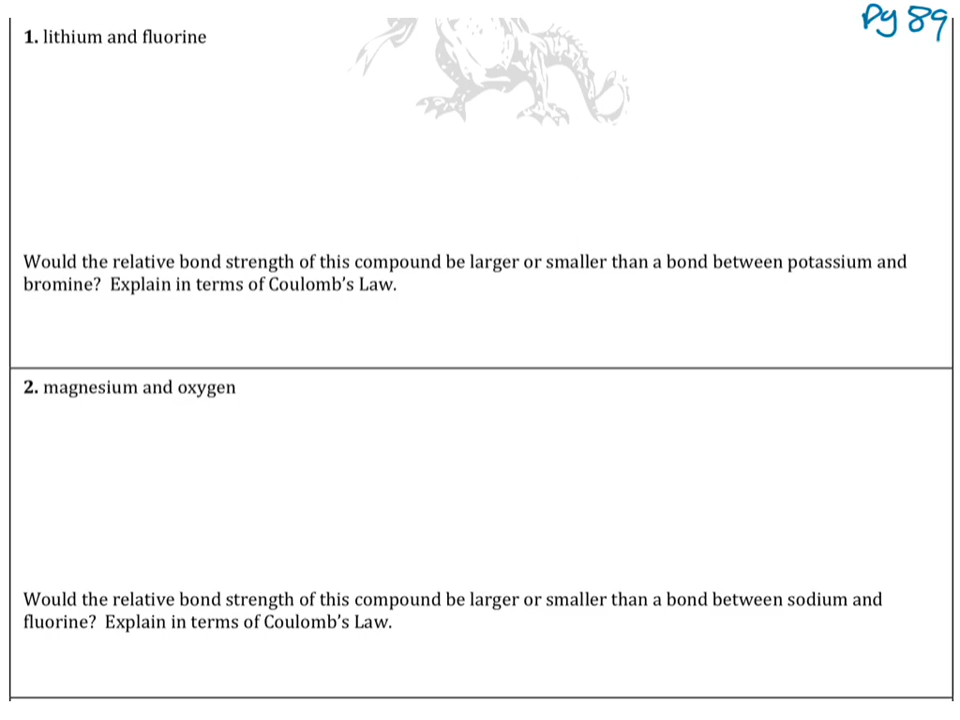 Pg 89
1. lithium and fluorine
Would the relative bond strength of this compound be larger or smaller than a bond between potassium and
bromine? Explain in terms of Coulomb's Law.
2. magnesium and oxygen
Would the relative bond strength of this compound be larger or smaller than a bond between sodium and
fluorine? Explain in terms of Coulomb's Law.